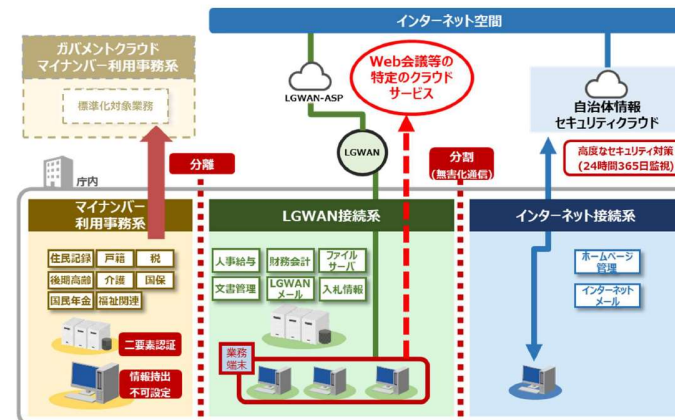 インターネット空間
ガバメントクラウド
マイナンバー利用事務系
標準化対象業務
LGWAN-ASP
Web会議等の
特定のクラウド
サービス
自治体情報
セキュリティクラウド
LGWAN
分離
分割
(無害化通信)
高度なセキュリティ対策
(24時間365日監視)
庁内
マイナンバー
利用事務系
LGWAN接続系
インターネット接続系
住民記録
戸籍
税
後期高齢
介護
国保
国民年金
福祉関連
人事給与
財務会計
ファイル
サーバ
文書管理
LGWAN
メール
入札情報
ホームページ
管理
インターネット
メール
二要素認証
情報持出
不可設定
業務
端末